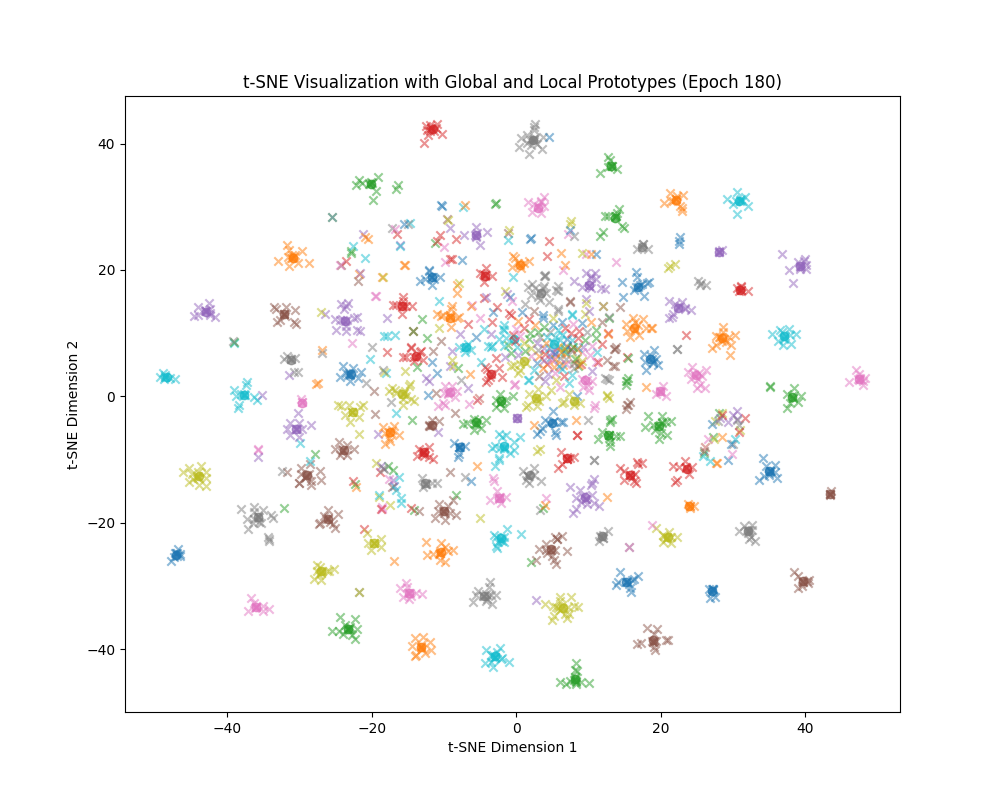 t-SNE Visualization with Global and Local Prototypes (Epoch 180)
40
20
0
−20
−40
t-SNE Dimension 2
−40 −20 0 20 40
t-SNE Dimension 1